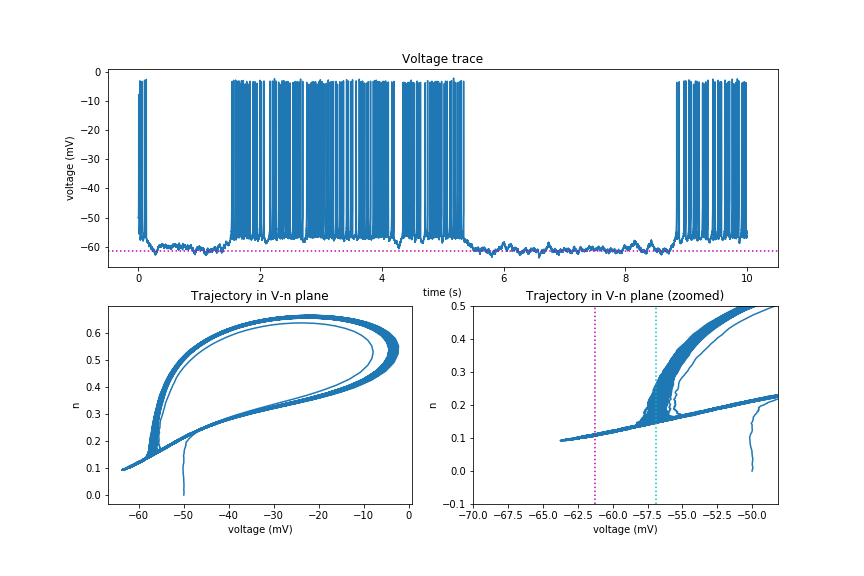 Voltage trace
0
−10
−20
−30
−40
−50
−60
voltage (mV)
0 2 4 6 8 10
time (s)
Trajectory in V-n plane
0.6
0.5
0.4
0.3
0.2
0.1
0.0
n
−60 −50 −40 −30 −20 −10 0
voltage (mV)
Trajectory in V-n plane (zoomed)
0.5
0.4
0.3
0.2
0.1
0.0
−0.1
n
−70.0 −67.5 −65.0 −62.5 −60.0 −57.5 −55.0 −52.5 −50.0
voltage (mV)